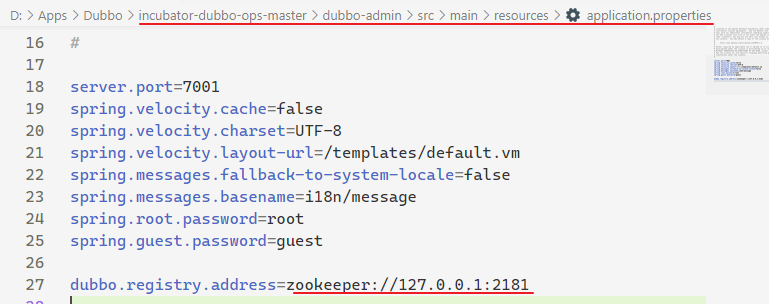 D: > Apps > Dubbo > incubator-dubbo-ops-master > dubbo-admin > src > main > resources > application.properties
16 #
17
18 server.port=7001
19 spring.velocity.cache=false
20 spring.velocity.charset=UTF-8
21 spring.velocity.layout-url=/templates/default.vm
22 spring.messages.fallback-to-system-locale=false
23 spring.messages.basename=i18n/message
24 spring.root.password=root
25 spring.guest.password=guest
26
27 dubbo.registry.address=zookeeper://127.0.0.1:2181